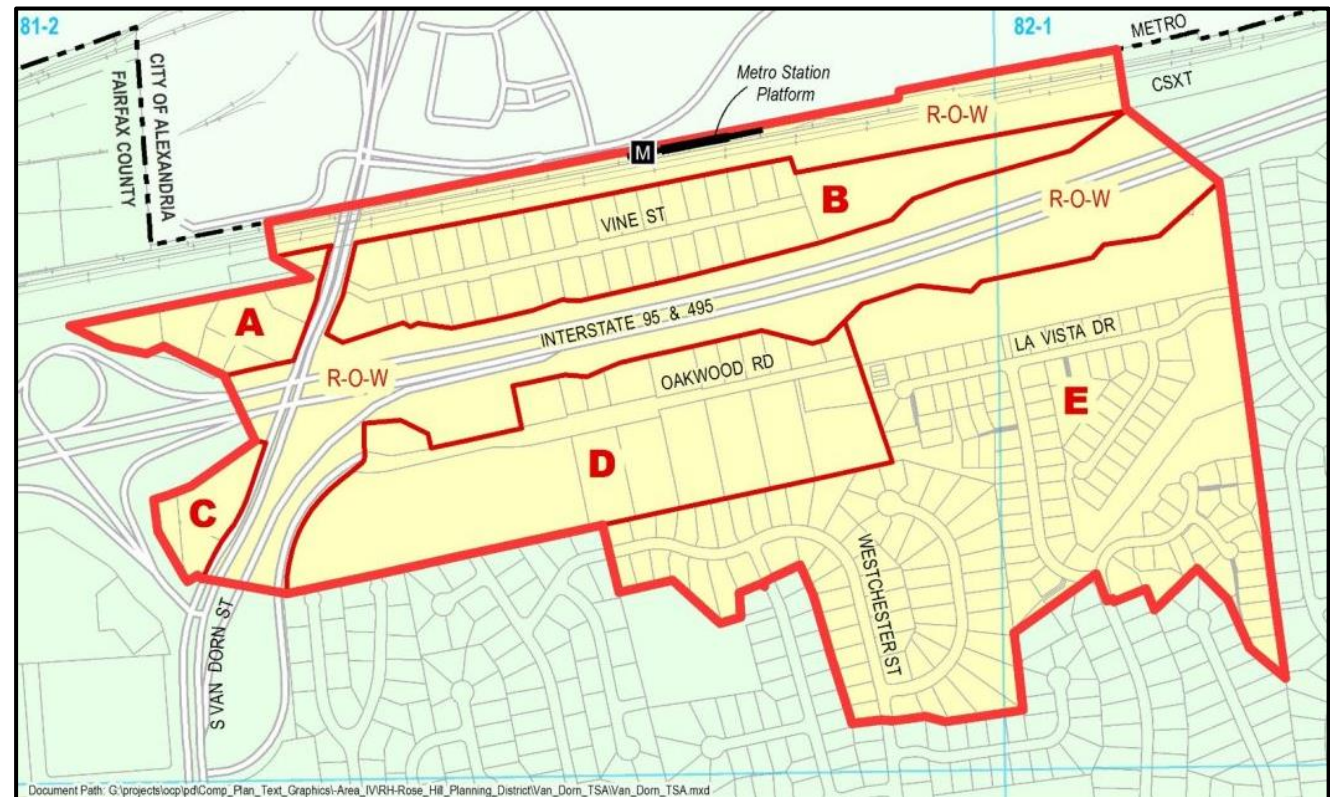 81-2
82-1
METRO
CITY OF ALEXANDRIA
FAIRFAX COUNTY
Metro Station
Platform
CSXT
M
R-O-W
B
VINE ST
R-O-W
A
INTERSTATE 95 & 495
LA VISTA DR
R-O-W
OAKWOOD RD
E
D
C
WESTCHESTER ST
S VAN DORN ST
Document Path: G:\projects\ocp\pd\Comp_Plan_Text_Graphics\-Area_IV\RH-Rose_Hill_Planning_District\Van_Dorn_TSA\Van_Dorn_TSA.mxd